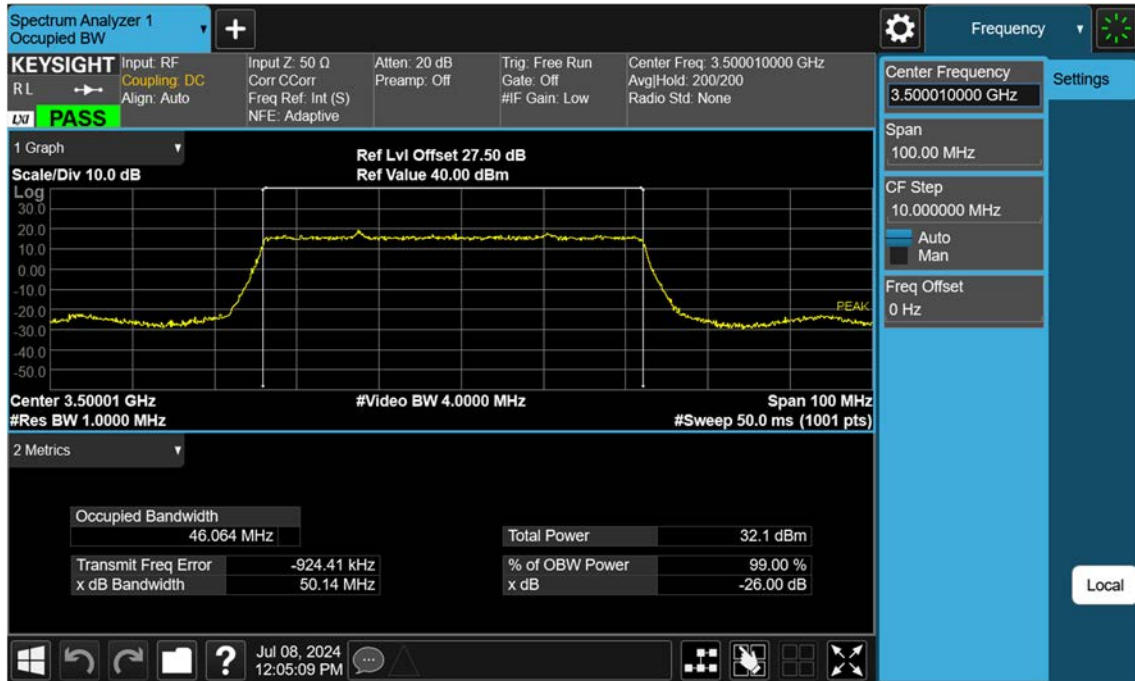 Spectrum Analyzer 1
Occupied BW
Frequency
KEYSIGHT
R L
LXI
PASS
Input: RF
Coupling: DC
Align: Auto
Input Z: 50 Ω
Corr CCorr
Freq Ref: Int (S)
NFE: Adaptive
Atten: 20 dB
Preamp: Off
Trig: Free Run
Gate: Off
#IF Gain: Low
Center Freq: 3.500010000 GHz
Avg|Hold: 200/200
Radio Std: None
1 Graph
Scale/Div 10.0 dB
Ref Lvl Offset 27.50 dB
Ref Value 40.00 dBm
Log
30.0
20.0
10.0
0.00
-10.0
-20.0
-30.0
-40.0
-50.0
PEAK
Center 3.50001 GHz
#Video BW 4.0000 MHz
Span 100 MHz
#Res BW 1.0000 MHz
#Sweep 50.0 ms (1001 pts)
2 Metrics
Occupied Bandwidth
46.064 MHz
Total Power 32.1 dBm
Transmit Freq Error -924.41 kHz
% of OBW Power 99.00 %
x dB Bandwidth 50.14 MHz
x dB -26.00 dB
Center Frequency
3.500010000 GHz
Settings
Span
100.00 MHz
CF Step
10.000000 MHz
Auto
Man
Freq Offset
0 Hz
Local
?
Jul 08, 2024
12:05:09 PM